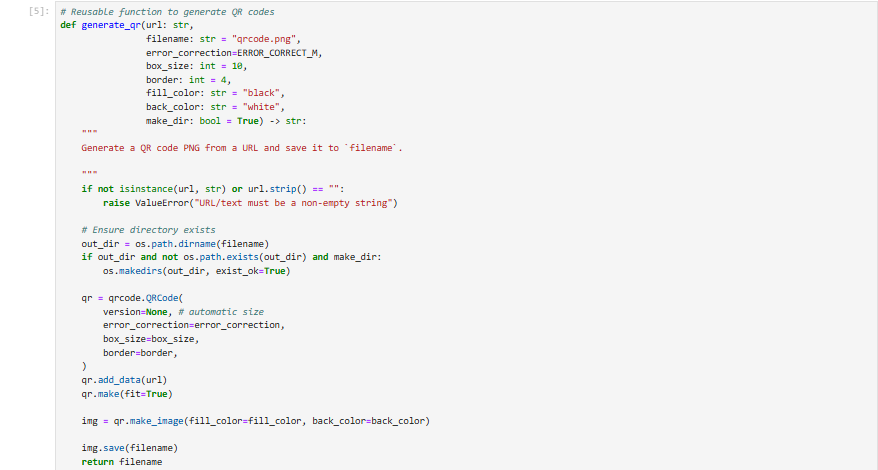 [5]: # Reusable function to generate QR codes
def generate_qr(url: str,
                filename: str = "qrcode.png",
                error_correction=ERROR_CORRECT_M,
                box_size: int = 10,
                border: int = 4,
                fill_color: str = "black",
                back_color: str = "white",
                make_dir: bool = True) -> str:
    """
    Generate a QR code PNG from a URL and save it to `filename`.

    """
    if not isinstance(url, str) or url.strip() == "":
        raise ValueError("URL/text must be a non-empty string")

    # Ensure directory exists
    out_dir = os.path.dirname(filename)
    if out_dir and not os.path.exists(out_dir) and make_dir:
        os.makedirs(out_dir, exist_ok=True)

    qr = qrcode.QRCode(
        version=None, # automatic size
        error_correction=error_correction,
        box_size=box_size,
        border=border,
    )
    qr.add_data(url)
    qr.make(fit=True)

    img = qr.make_image(fill_color=fill_color, back_color=back_color)

    img.save(filename)
    return filename